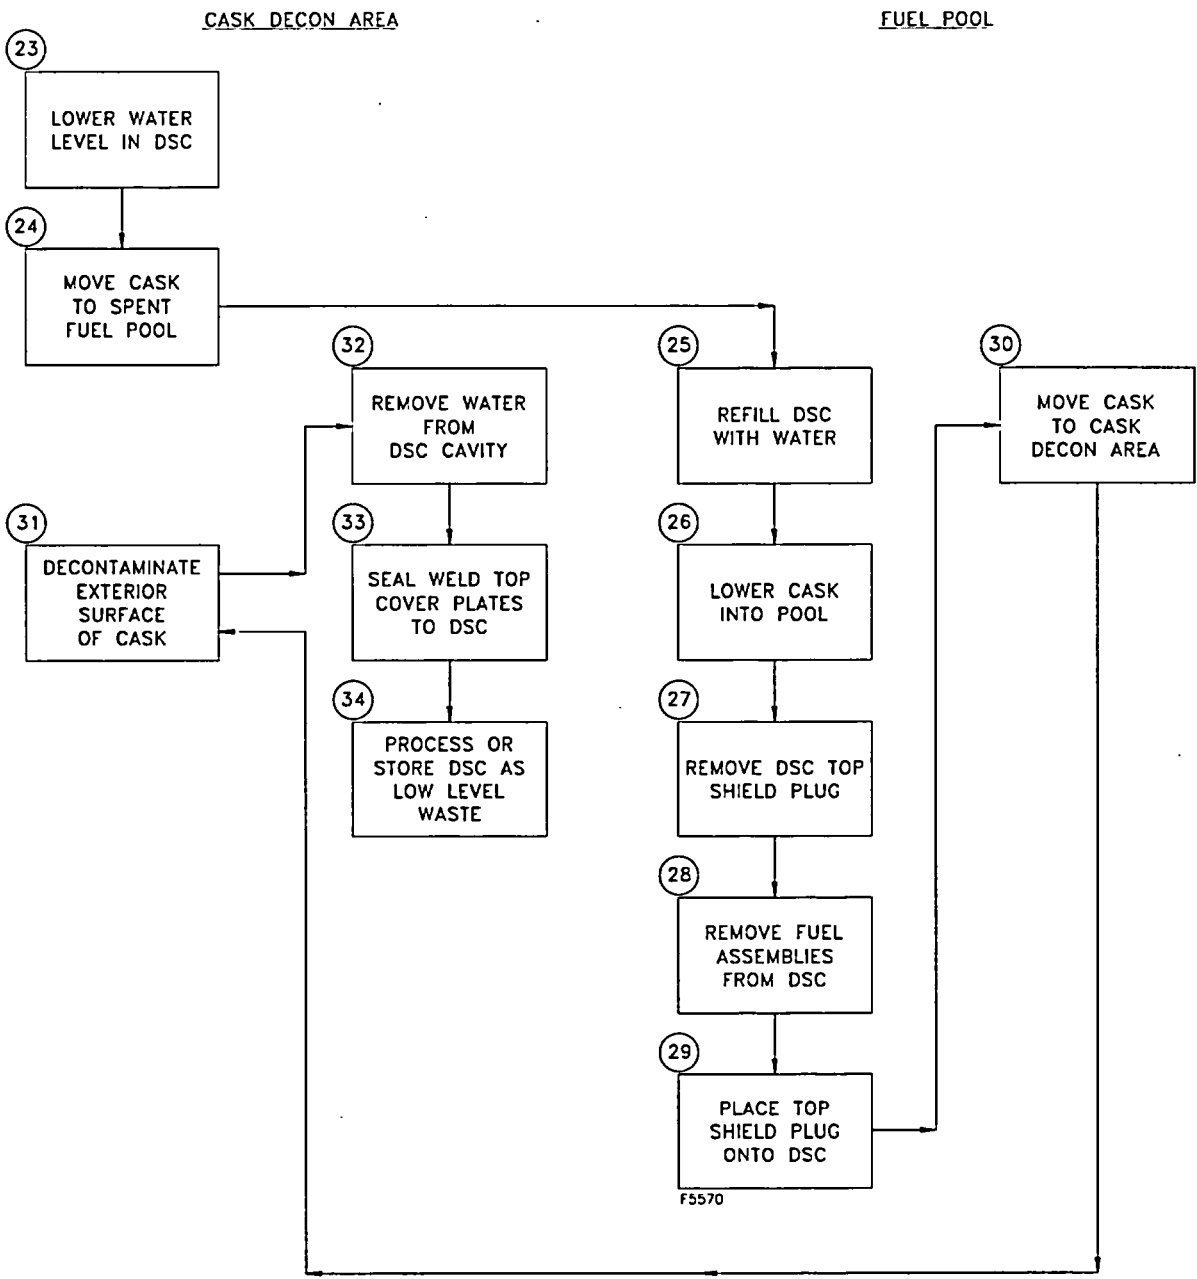 CASK DECON AREA
FUEL POOL
23
LOWER WATER
LEVEL IN DSC
24
MOVE CASK
TO SPENT
FUEL POOL
25
REFILL DSC
WITH WATER
26
LOWER CASK
INTO POOL
27
REMOVE DSC TOP
SHIELD PLUG
28
REMOVE FUEL
ASSEMBLIES
FROM DSC
29
PLACE TOP
SHIELD PLUG
ONTO DSC
F5570
30
MOVE CASK
TO CASK
DECON AREA
31
DECONTAMINATE
EXTERIOR
SURFACE
OF CASK
32
REMOVE WATER
FROM
DSC CAVITY
33
SEAL WELD TOP
COVER PLATES
TO DSC
34
PROCESS OR
STORE DSC AS
LOW LEVEL
WASTE